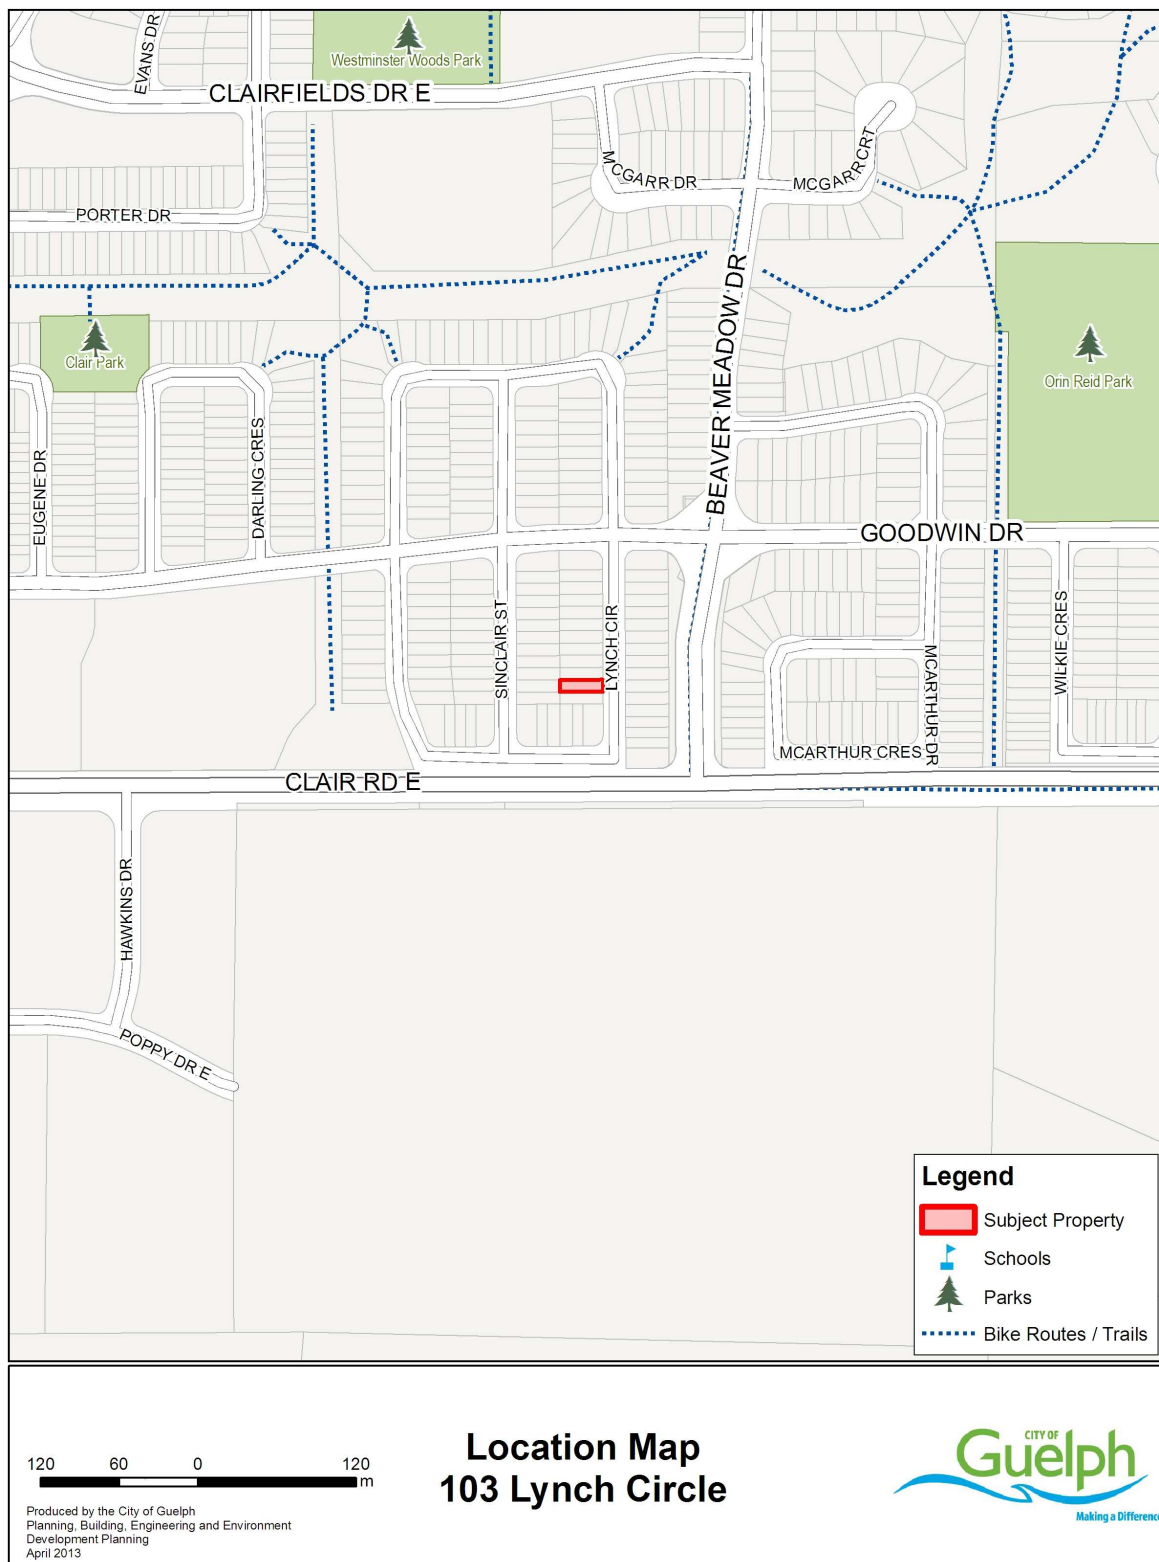 EVANS DR
Westminster Woods Park
CLAIRFIELDS DR E
MCGARR DR
MCGARR CRT
PORTER DR
BEAVER MEADOW DR
Clair Park
Orin Reid Park
EUGENE DR
DARLING CRES
GOODWIN DR
SINCLAIR ST
LYNCH CIR
MCARTHUR DR
WILKIE CRES
MCARTHUR CRES
CLAIR RD E
HAWKINS DR
POPPY DR E
Legend
Subject Property
Schools
Parks
Bike Routes / Trails
120 60 0 120
m
Produced by the City of Guelph
Planning, Building, Engineering and Environment
Development Planning
April 2013
Location Map
103 Lynch Circle
CITY OF
Guelph
Making a Difference